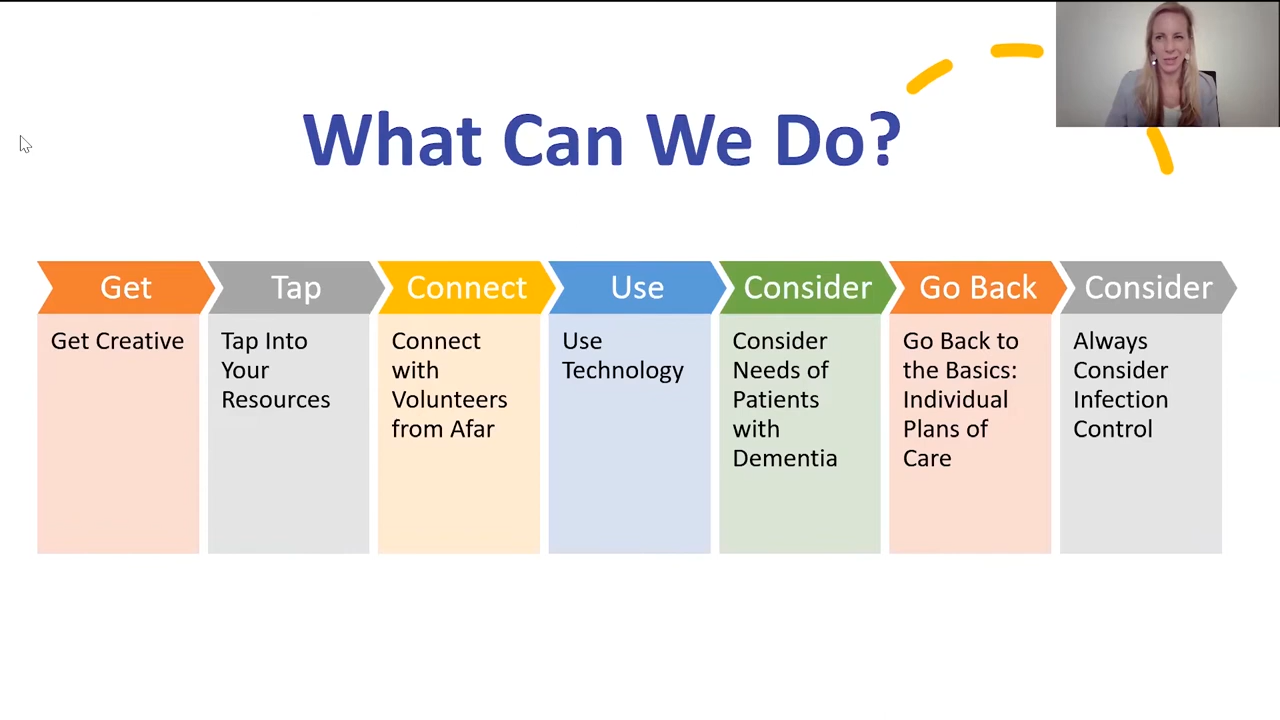 What Can We Do?
Get
Tap
Connect
Use
Consider
Go Back
Consider
Get Creative
Tap Into
Your
Resources
Connect
with
Volunteers
from Afar
Use
Technology
Consider
Needs of
Patients
with
Dementia
Go Back to
the Basics:
Individual
Plans of
Care
Always
Consider
Infection
Control